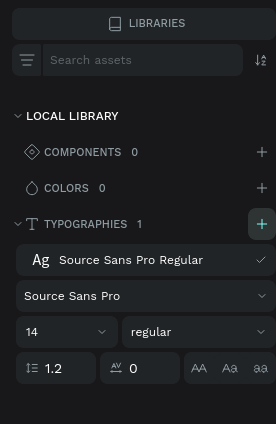 LIBRARIES
Search assets
LOCAL LIBRARY
COMPONENTS 0
COLORS 0
TYPOGRAPHIES 1
Ag Source Sans Pro Regular
Source Sans Pro
14 regular
1.2 0 AA Aa aa